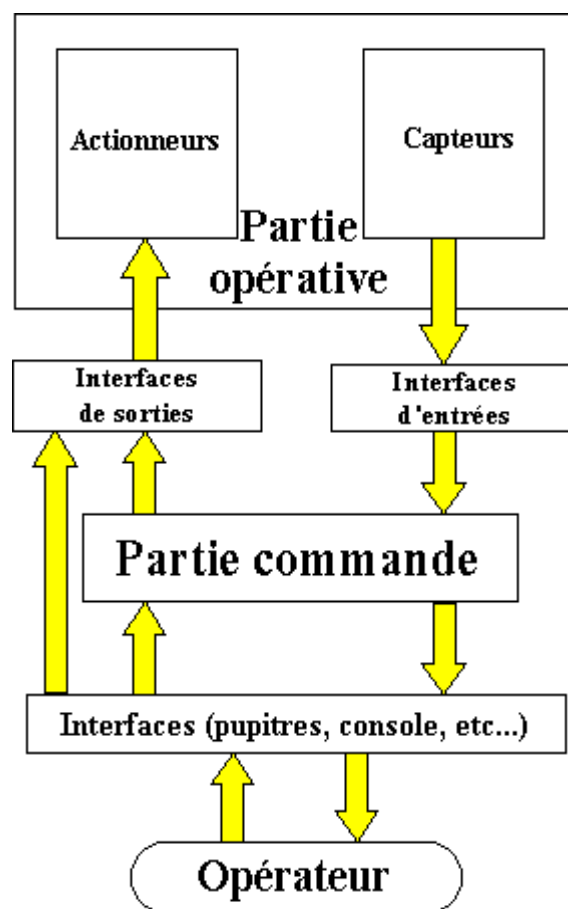 Actionneurs
Capteurs
Partie
opérative
Interfaces
de sorties
Interfaces
d'entrées
Partie commande
Interfaces (pupitres, console, etc...)
Opérateur